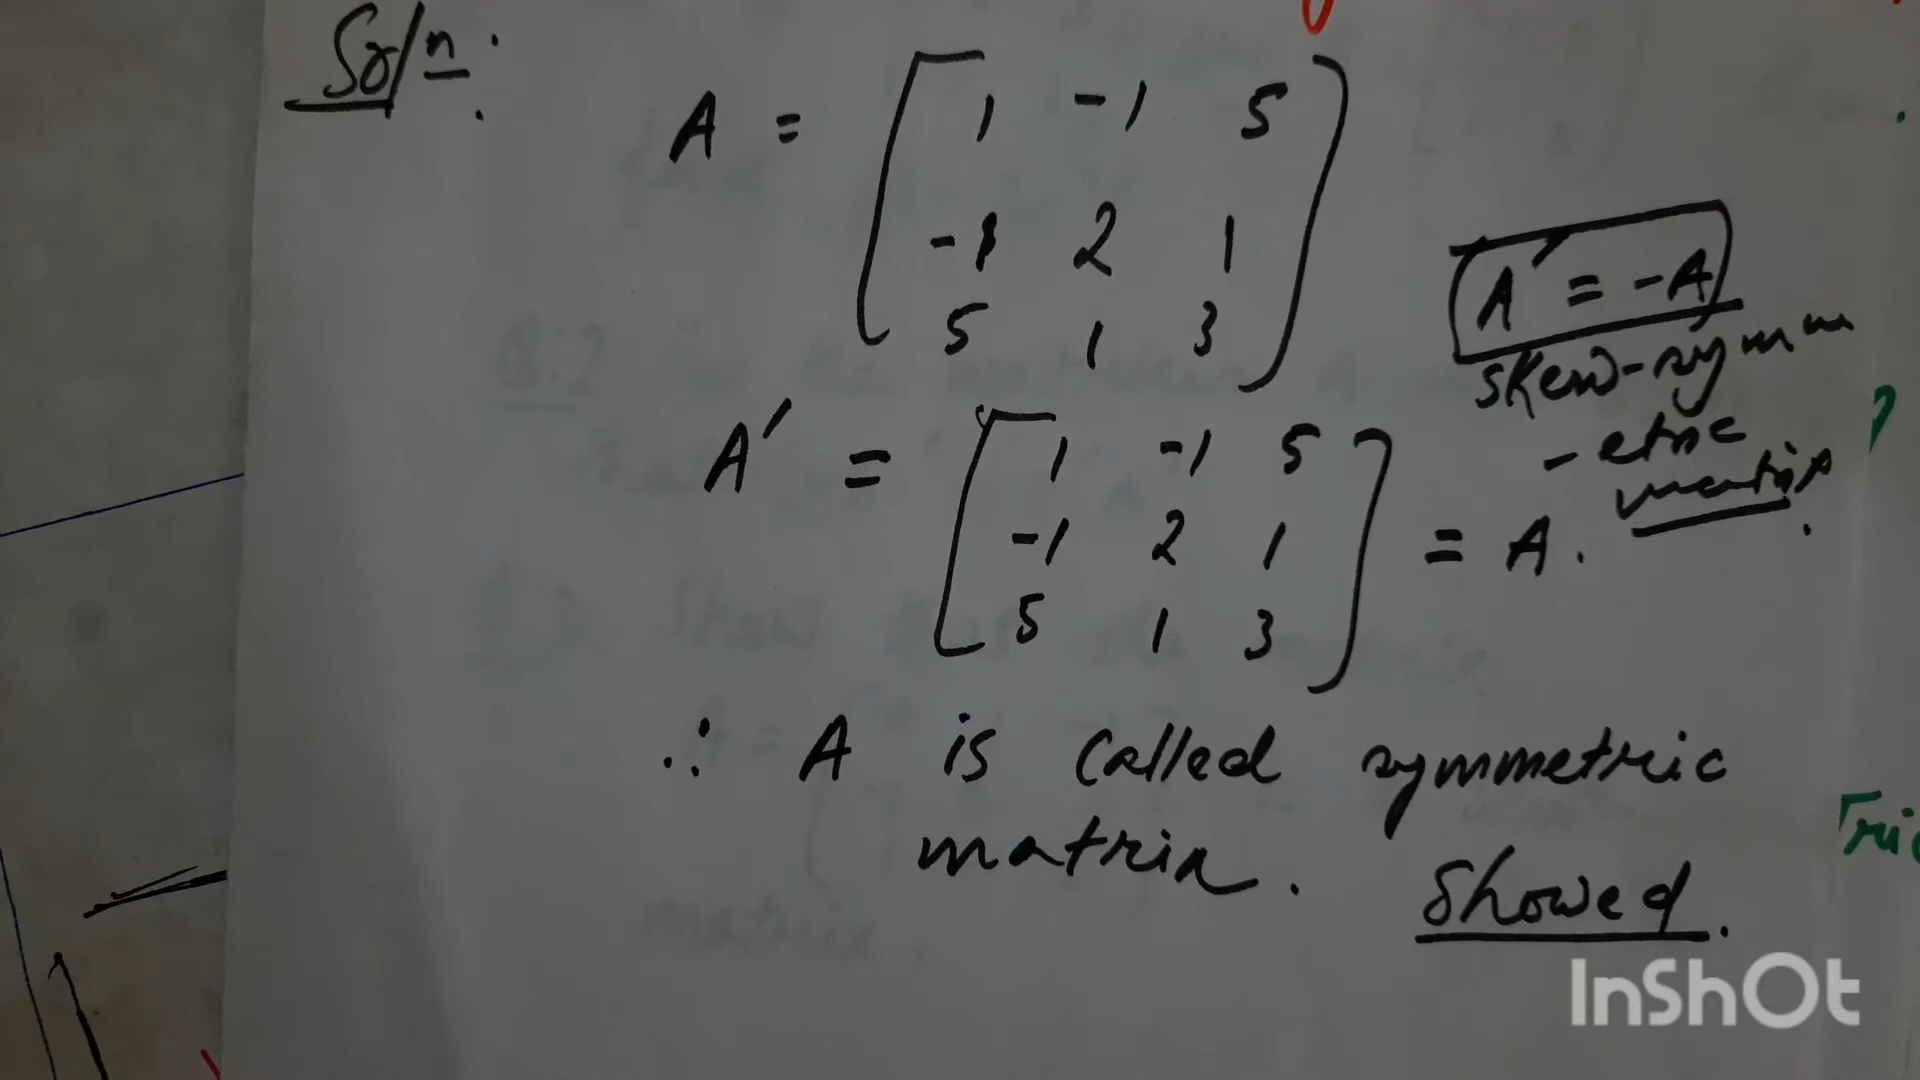 Sol/n:
A = [ 1 -1 5
-1 2 1
5 1 3 ]
A' = -A
skew-symm
-etric
matrix.
A' = [ 1 -1 5
-1 2 1
5 1 3 ] = A.
∴ A is called symmetric
matrix.
Showed.
InShOt